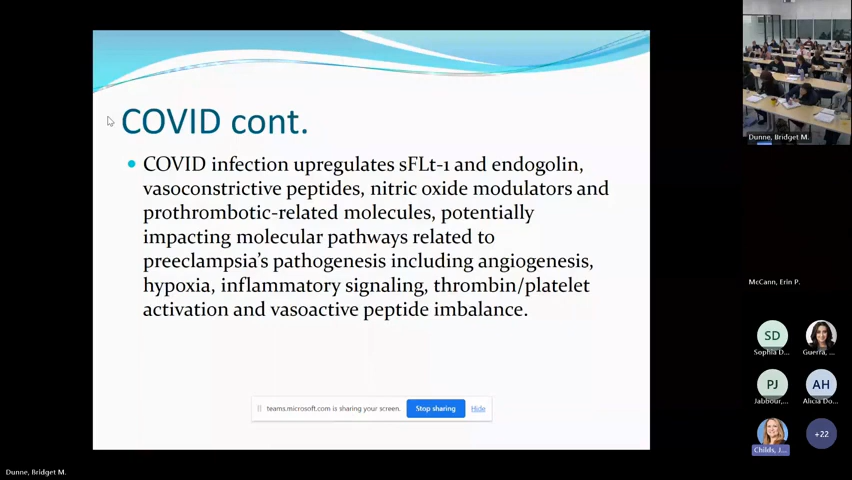 COVID cont.
COVID infection upregulates sFLt-1 and endogolin,
vasoconstrictive peptides, nitric oxide modulators and
prothrombotic-related molecules, potentially
impacting molecular pathways related to
preeclampsia's pathogenesis including angiogenesis,
hypoxia, inflammatory signaling, thrombin/platelet
activation and vasoactive peptide imbalance.
teams.microsoft.com is sharing your screen. Stop sharing Hide
Dunne, Bridget M.
McCann, Erin P.
SD
Sophia D... Guerra, ...
PJ AH
Jabbour,... Alicia Do...
+22
Childs, J...
Dunne, Bridget M.